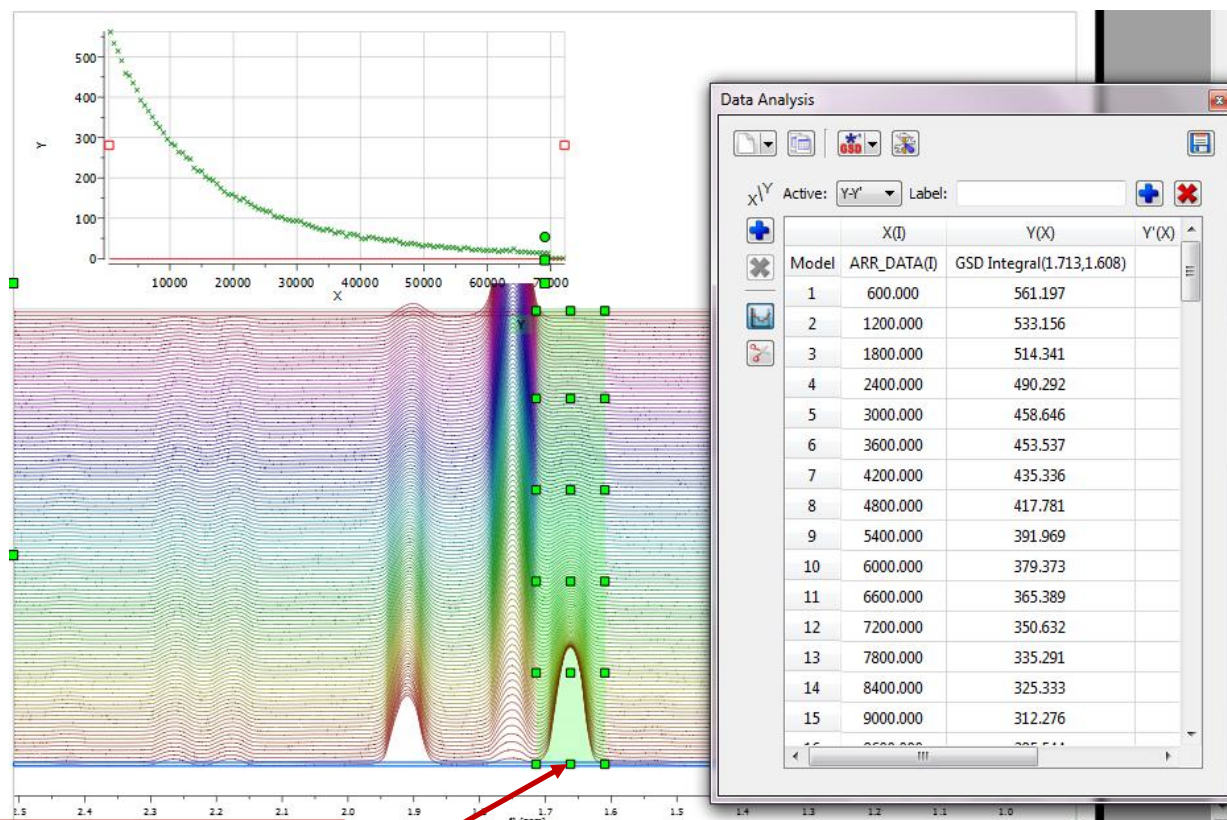 500
400
300
200
100
0
Y
10000 20000 30000 40000 50000 60000 70000
X
Y
2.5 2.4 2.3 2.2 2.1 2.0 1.9 1.8 1.7 1.6 1.5 1.4 1.3 1.2 1.1 1.0
Data Analysis
GSD
X\Y Active: Y-Y' Label:
X(I) Y(X) Y'(X)
Model ARR_DATA(I) GSD Integral(1.713,1.608)
1 600.000 561.197
2 1200.000 533.156
3 1800.000 514.341
4 2400.000 490.292
5 3000.000 458.646
6 3600.000 453.537
7 4200.000 435.336
8 4800.000 417.781
9 5400.000 391.969
10 6000.000 379.373
11 6600.000 365.389
12 7200.000 350.632
13 7800.000 335.291
14 8400.000 325.333
15 9000.000 312.276